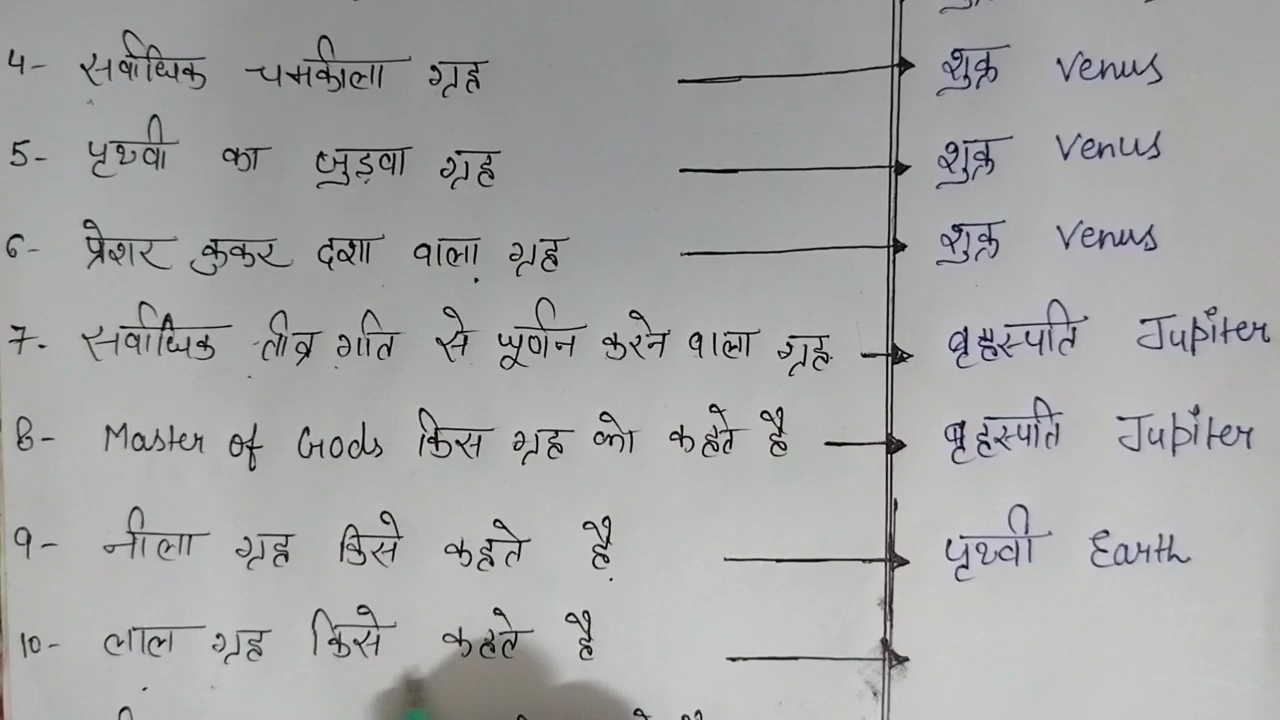 4- सर्वाधिक चमकीला ग्रह शुक्र Venus
5- पृथ्वी का जुड़वा ग्रह शुक्र Venus
6- प्रेशर कुकर दशा वाला ग्रह शुक्र Venus
7- सर्वाधिक तीव्र गति से घूर्णन करने वाला ग्रह बृहस्पति Jupiter
8- Master of Gods किस ग्रह को कहते है बृहस्पति Jupiter
9- नीला ग्रह किसे कहते है पृथ्वी Earth
10- लाल ग्रह किसे कहते है